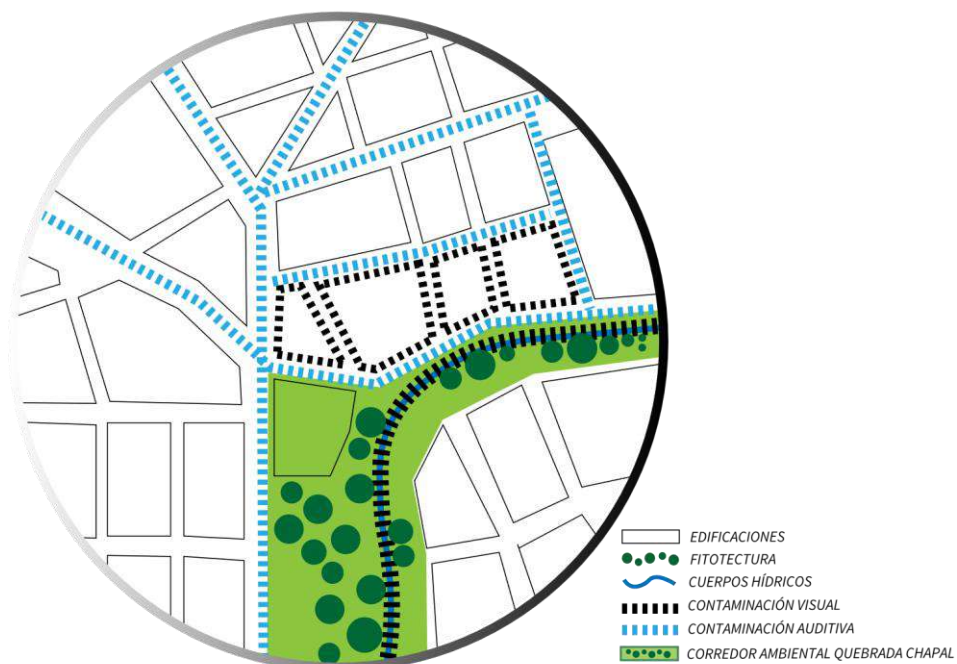 EDIFICACIONES
FITOTECTURA
CUERPOS HÍDRICOS
CONTAMINACIÓN VISUAL
CONTAMINACIÓN AUDITIVA
CORREDOR AMBIENTAL QUEBRADA CHAPAL